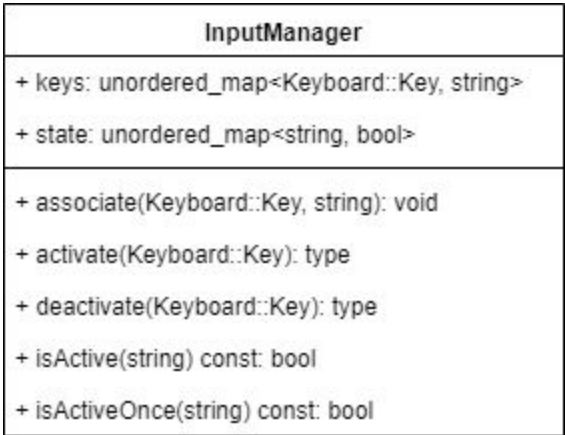 InputManager
+ keys: unordered_map<Keyboard::Key, string>
+ state: unordered_map<string, bool>
+ associate(Keyboard::Key, string): void
+ activate(Keyboard::Key): type
+ deactivate(Keyboard::Key): type
+ isActive(string) const: bool
+ isActiveOnce(string) const: bool